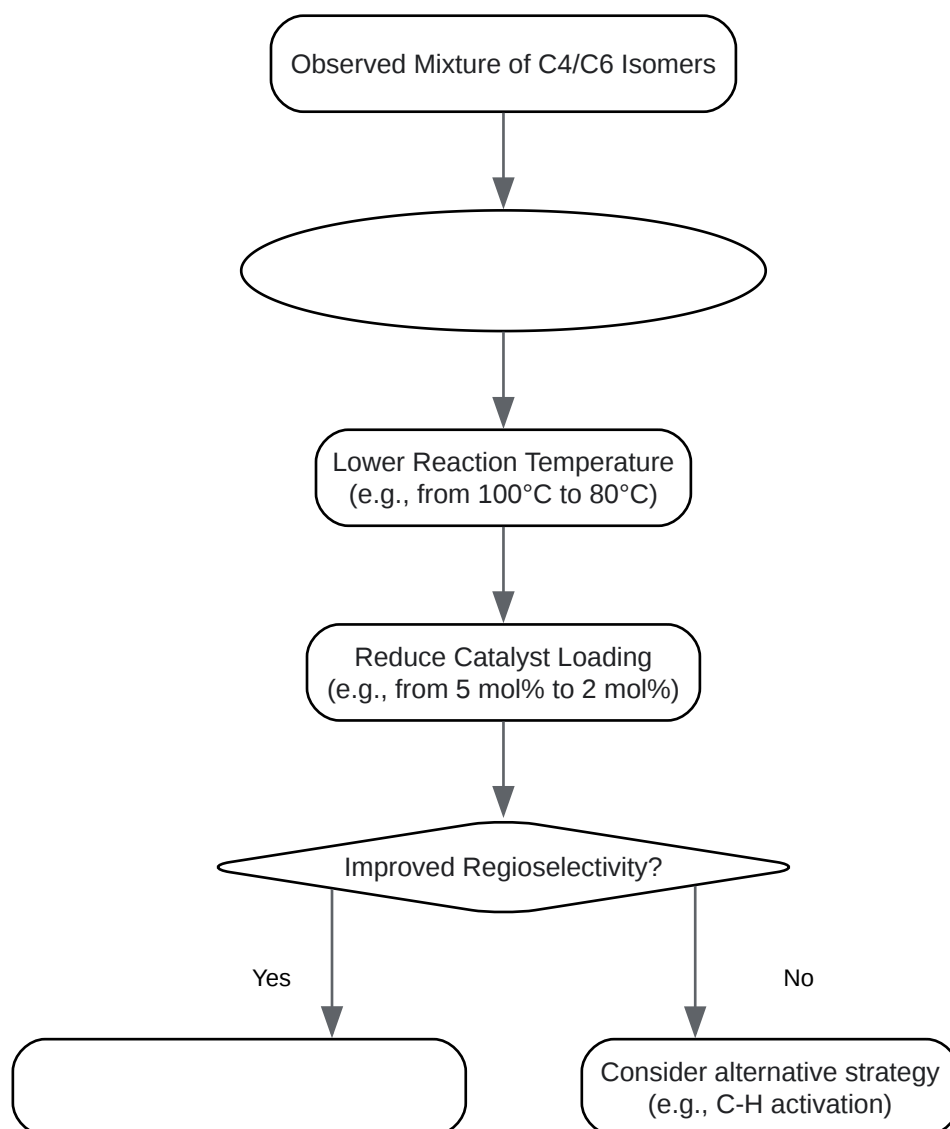 Observed Mixture of C4/C6 Isomers
Lower Reaction Temperature
(e.g., from 100°C to 80°C)
Reduce Catalyst Loading
(e.g., from 5 mol% to 2 mol%)
Improved Regioselectivity?
Yes
No
Consider alternative strategy
(e.g., C-H activation)